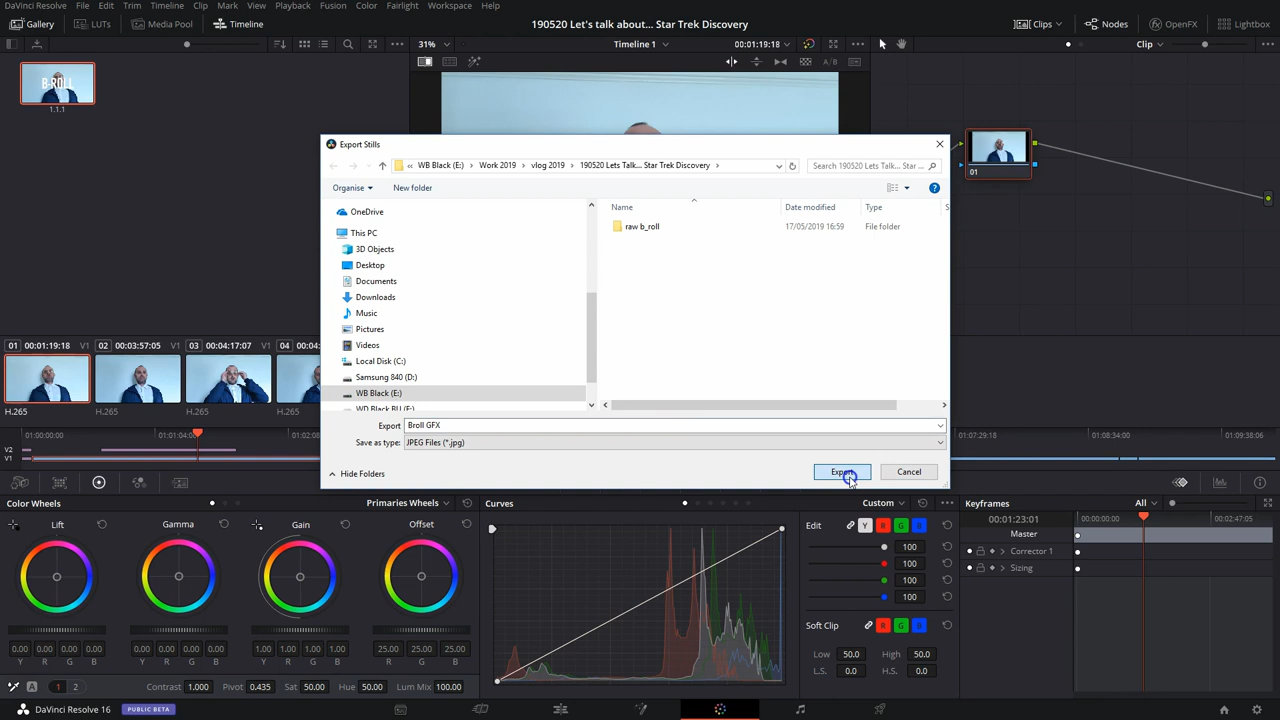 DaVinci Resolve File Edit Trim Timeline Clip Mark View Playback Fusion Color Fairlight Workspace Help
Gallery LUTs Media Pool Timeline 190520 Let's talk about... Star Trek Discovery Clips Nodes OpenFX Lightbox
31% Timeline 1 00:01:19:18 Clip
A/B
B-ROLL
1.1.1
Export Stills
« WB Black (E:) › Work 2019 › vlog 2019 › 190520 Lets Talk... Star Trek Discovery › Search 190520 Lets Talk... Star ...
Organise New folder
OneDrive
This PC
3D Objects
Desktop
Documents
Downloads
Music
Pictures
Videos
Local Disk (C:)
Samsung 840 (D:)
WB Black (E:)
WD Black BU (F:)
Name Date modified Type S
raw b_roll 17/05/2019 16:59 File folder
Export Broll GFX
Save as type: JPEG Files (*.jpg)
Hide Folders Export Cancel
01
01 00:01:19:18 V1 02 00:03:57:05 V1 03 00:04:17:07 V1 04 00:04:
H.265 H.265 H.265 H.265
00:00:00:00 00:01:04:0 00:02:08 01:07:29:18 01:08:34:00 01:09:38:06
V2
V1
Color Wheels Primaries Wheels Curves Custom Keyframes All
Lift Gamma Gain Offset
0.00 0.00 0.00 0.00 0.00 0.00 0.00 0.00 1.00 1.00 1.00 1.00 25.00 25.00 25.00
Y R G B Y R G B Y R G B R G B
A 1 2 Contrast 1.000 Pivot 0.435 Sat 50.00 Hue 50.00 Lum Mix 100.00
Edit Y R G B
100
100
100
100
Soft Clip R G B
Low 50.0 High 50.0
L.S. 0.0 H.S. 0.0
00:01:23:01 00:00:00:00 00:02:47:05
Master
Corrector 1
Sizing
DaVinci Resolve 16 PUBLIC BETA